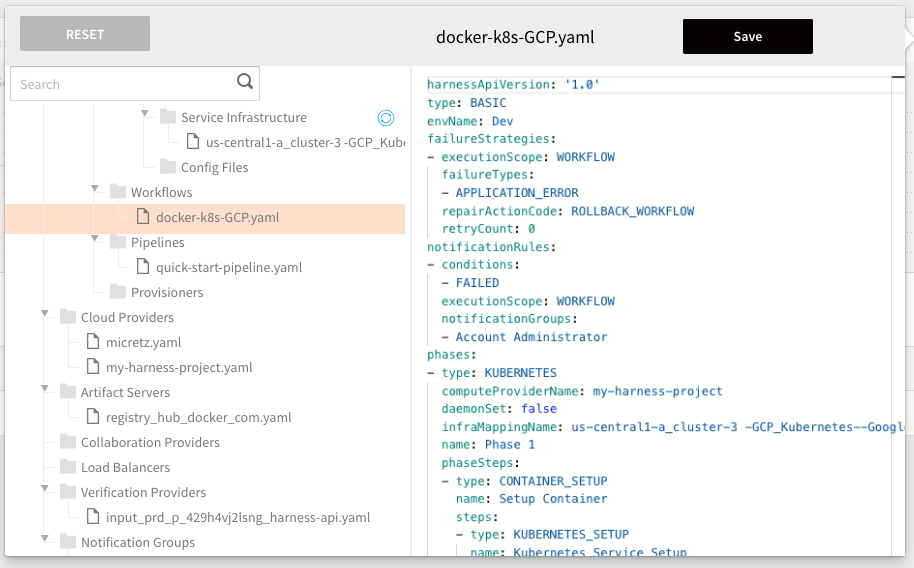 RESET
docker-k8s-GCP.yaml
Save
Search
Service Infrastructure
us-central1-a_cluster-3 -GCP_Kube
Config Files
Workflows
docker-k8s-GCP.yaml
Pipelines
quick-start-pipeline.yaml
Provisioners
Cloud Providers
micretz.yaml
my-harness-project.yaml
Artifact Servers
registry_hub_docker_com.yaml
Collaboration Providers
Load Balancers
Verification Providers
input_prd_p_429h4vj2lsng_harness-api.yaml
Notification Groups
harnessApiVersion: '1.0'
type: BASIC
envName: Dev
failureStrategies:
- executionScope: WORKFLOW
failureTypes:
- APPLICATION_ERROR
repairActionCode: ROLLBACK_WORKFLOW
retryCount: 0
notificationRules:
- conditions:
- FAILED
executionScope: WORKFLOW
notificationGroups:
- Account Administrator
phases:
- type: KUBERNETES
computeProviderName: my-harness-project
daemonSet: false
infraMappingName: us-central1-a_cluster-3 -GCP_Kubernetes--Googl
name: Phase 1
phaseSteps:
- type: CONTAINER_SETUP
name: Setup Container
steps:
- type: KUBERNETES_SETUP
name: Kubernetes Service Setup